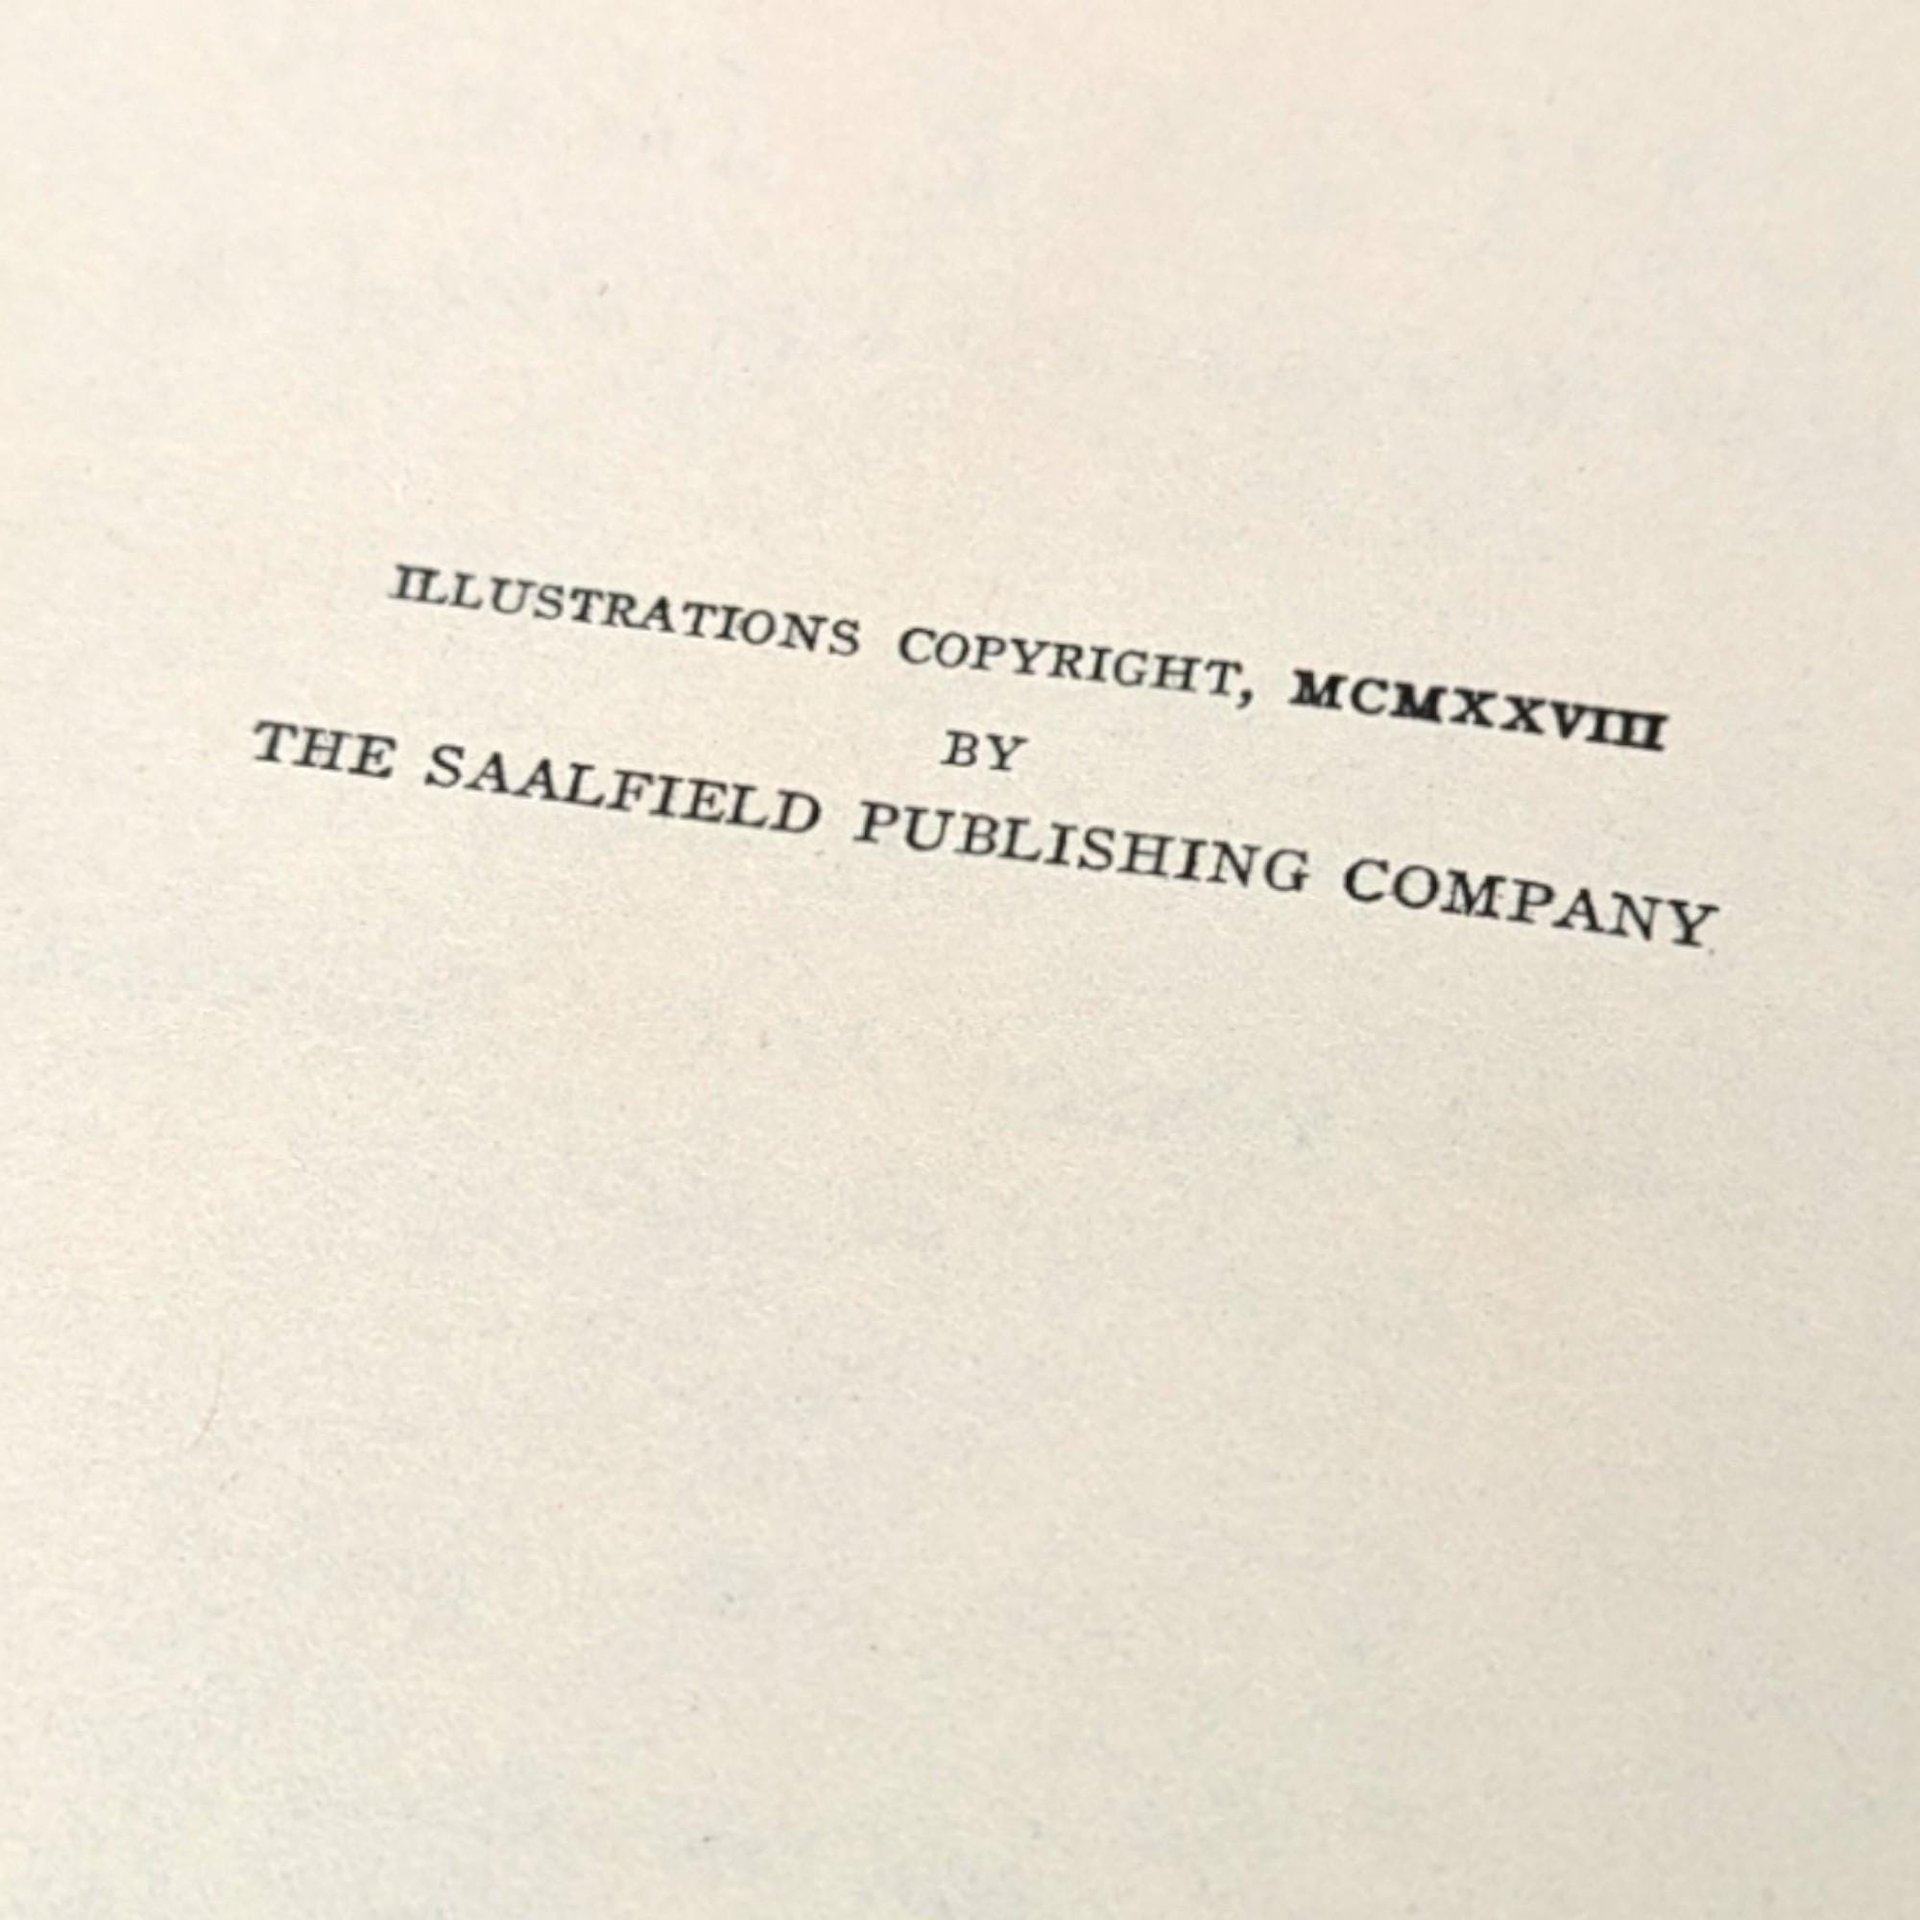 ILLUSTRATIONS COPYRIGHT, MCMXXVIII
BY
THE SAALFIELD PUBLISHING COMPANY